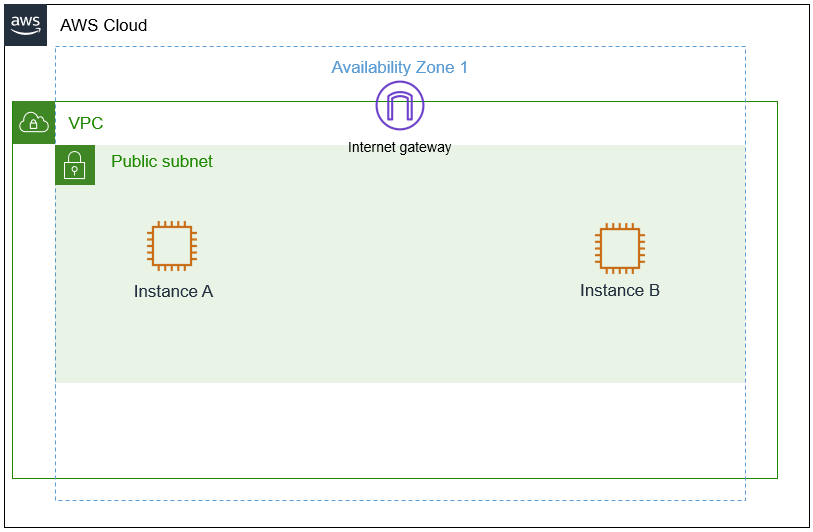 aws
AWS Cloud
Availability Zone 1
VPC
Internet gateway
Public subnet
Instance A
Instance B